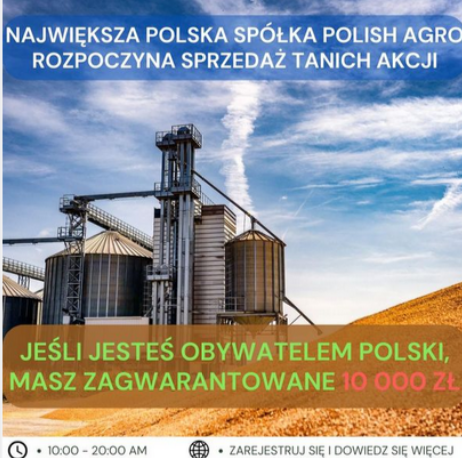 NAJWIĘKSZA POLSKA SPÓŁKA POLISH AGRO
ROZPOCZYNA SPRZEDAŻ TANICH AKCJI
JEŚLI JESTEŚ OBYWATELEM POLSKI,
MASZ ZAGWARANTOWANE 10 000 ZŁ
• 10:00 - 20:00 AM
• ZAREJESTRUJ SIĘ I DOWIEDZ SIĘ WIĘCEJ